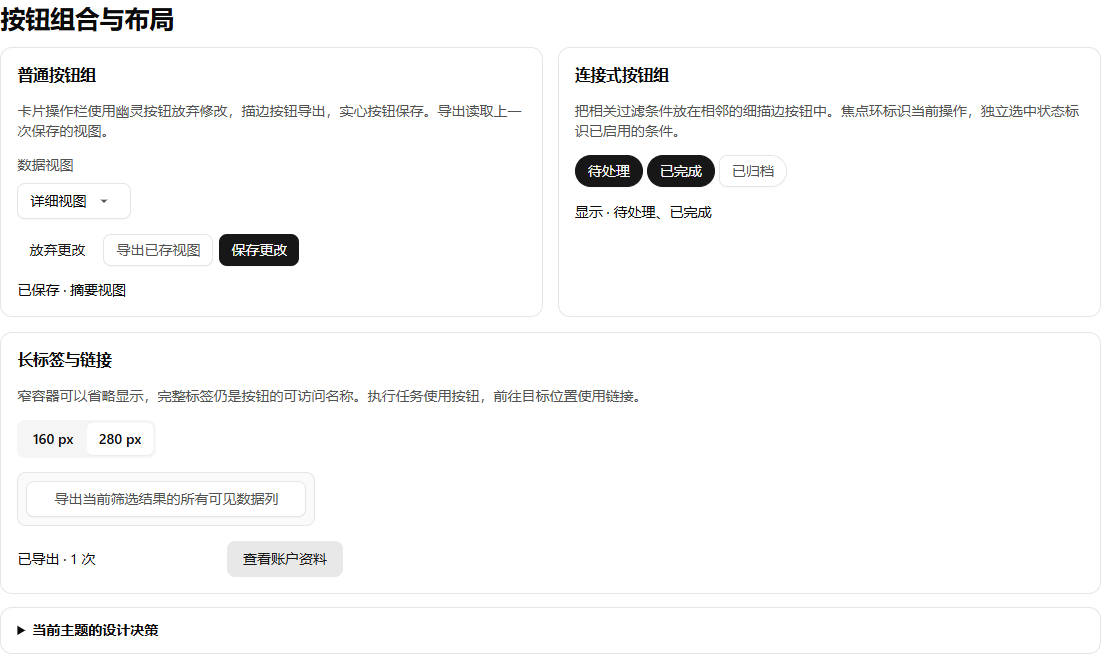 按钮组合与布局
普通按钮组
卡片操作栏使用幽灵按钮放弃修改，描边按钮导出，实心按钮保存。导出读取上一
次保存的视图。
数据视图
详细视图
放弃更改 导出已存视图 保存更改
已保存 · 摘要视图
连接式按钮组
把相关过滤条件放在相邻的细描边按钮中。焦点环标识当前操作，独立选中状态标
识已启用的条件。
待处理 已完成 已归档
显示 · 待处理、已完成
长标签与链接
窄容器可以省略显示，完整标签仍是按钮的可访问名称。执行任务使用按钮，前往目标位置使用链接。
160 px 280 px
导出当前筛选结果的所有可见数据列
已导出 · 1 次 查看账户资料
当前主题的设计决策